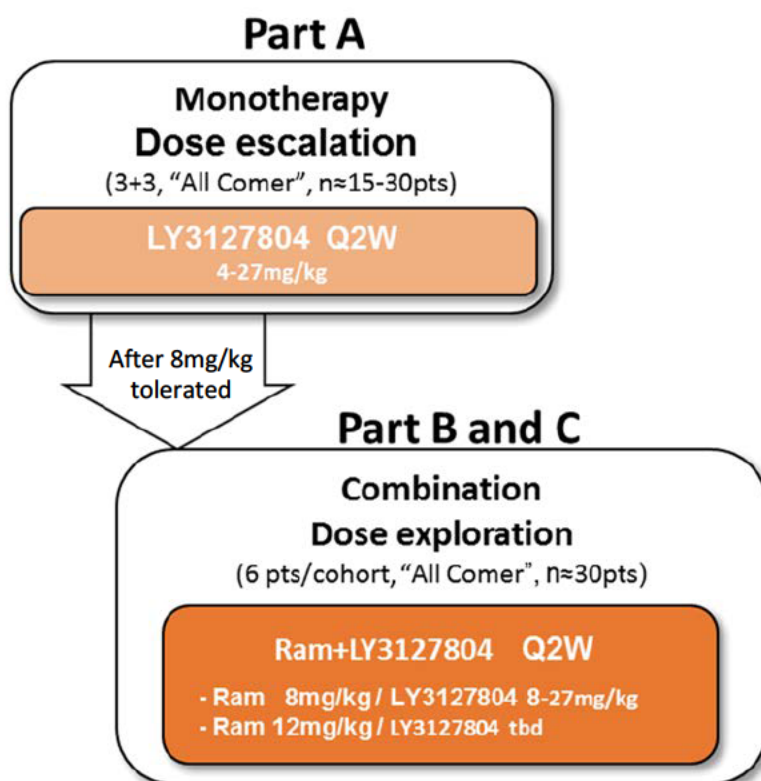 Part A
Monotherapy
Dose escalation
(3+3, “All Comer”, n≈15-30pts)
LY3127804 Q2W
4-27mg/kg
After 8mg/kg
tolerated
Part B and C
Combination
Dose exploration
(6 pts/cohort, “All Comer”, n≈30pts)
Ram+LY3127804 Q2W
- Ram 8mg/kg / LY3127804 8-27mg/kg
- Ram 12mg/kg / LY3127804 tbd